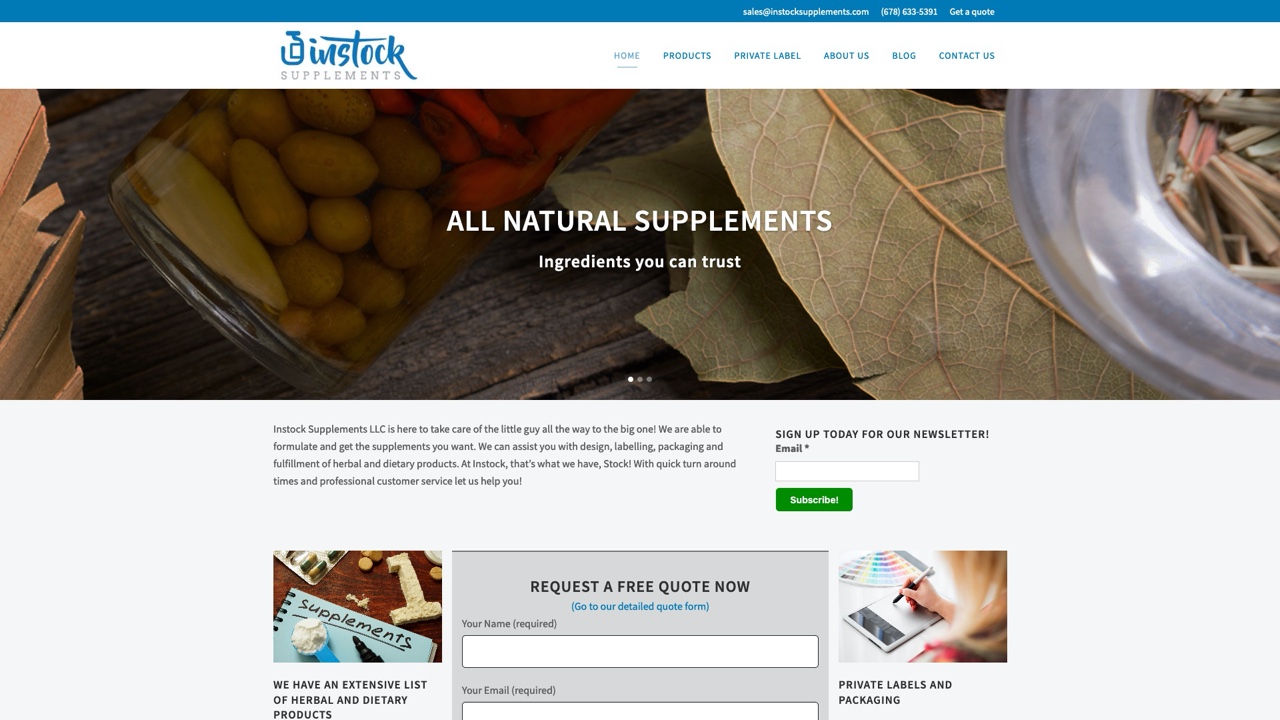 sales@instocksupplements.com (678) 633-5391 Get a quote
instock
SUPPLEMENTS
HOME PRODUCTS PRIVATE LABEL ABOUT US BLOG CONTACT US
ALL NATURAL SUPPLEMENTS
Ingredients you can trust
Instock Supplements LLC is here to take care of the little guy all the way to the big one! We are able to
formulate and get the supplements you want. We can assist you with design, labelling, packaging and
fulfillment of herbal and dietary products. At Instock, that's what we have, Stock! With quick turn around
times and professional customer service let us help you!
SIGN UP TODAY FOR OUR NEWSLETTER!
Email *
Subscribe!
supplements
WE HAVE AN EXTENSIVE LIST
OF HERBAL AND DIETARY
PRODUCTS
REQUEST A FREE QUOTE NOW
(Go to our detailed quote form)
Your Name (required)
Your Email (required)
PRIVATE LABELS AND
PACKAGING